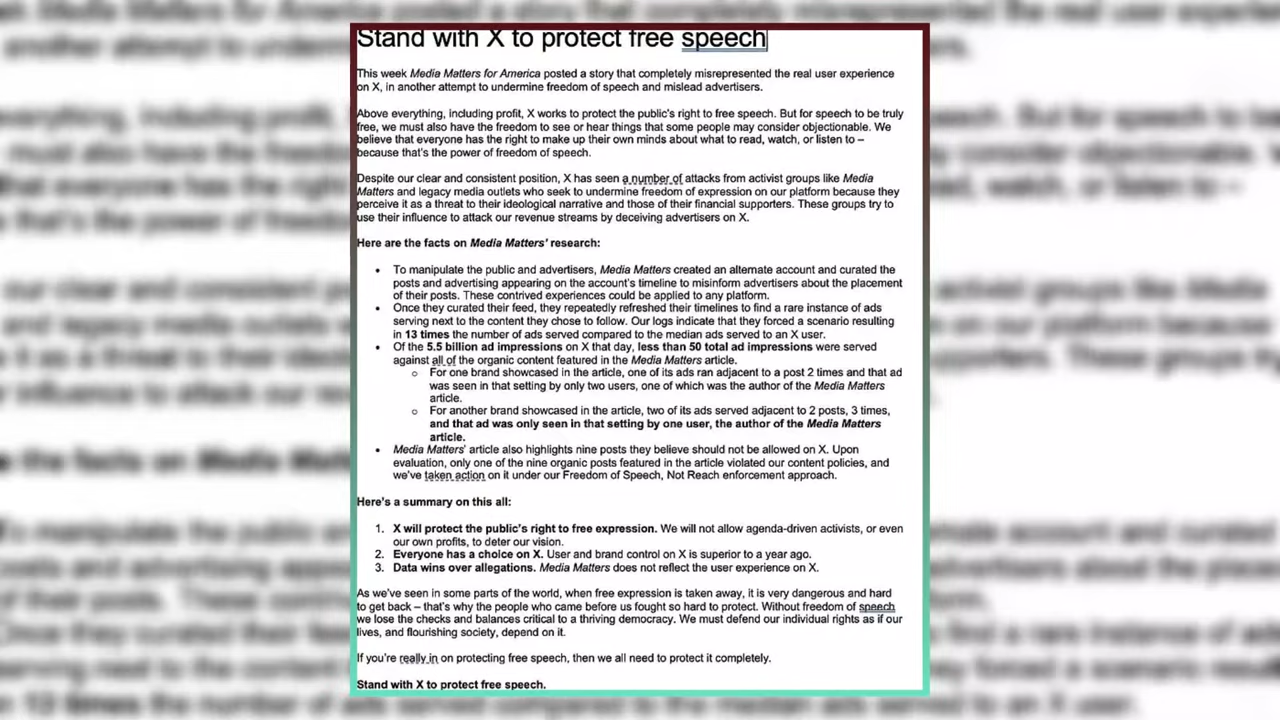 Stand with X to protect free speech
This week Media Matters for America posted a story that completely misrepresented the real user experience
on X, in another attempt to undermine freedom of speech and mislead advertisers.
Above everything, including profit, X works to protect the public's right to free speech. But for speech to be truly
free, we must also have the freedom to see or hear things that some people may consider objectionable. We
believe that everyone has the right to make up their own minds about what to read, watch, or listen to –
because that's the power of freedom of speech.
Despite our clear and consistent position, X has seen a number of attacks from activist groups like Media
Matters and legacy media outlets who seek to undermine freedom of expression on our platform because they
perceive it as a threat to their ideological narrative and those of their financial supporters. These groups try to
use their influence to attack our revenue streams by deceiving advertisers on X.
Here are the facts on Media Matters' research:
• To manipulate the public and advertisers, Media Matters created an alternate account and curated the
posts and advertising appearing on the account's timeline to misinform advertisers about the placement
of their posts. These contrived experiences could be applied to any platform.
• Once they curated their feed, they repeatedly refreshed their timelines to find a rare instance of ads
serving next to the content they chose to follow. Our logs indicate that they forced a scenario resulting
in 13 times the number of ads served compared to the median ads served to an X user.
• Of the 5.5 billion ad impressions on X that day, less than 50 total ad impressions were served
against all of the organic content featured in the Media Matters article.
o For one brand showcased in the article, one of its ads ran adjacent to a post 2 times and that ad
was seen in that setting by only two users, one of which was the author of the Media Matters
article.
o For another brand showcased in the article, two of its ads served adjacent to 2 posts, 3 times,
and that ad was only seen in that setting by one user, the author of the Media Matters
article.
• Media Matters' article also highlights nine posts they believe should not be allowed on X. Upon
evaluation, only one of the nine organic posts featured in the article violated our content policies, and
we've taken action on it under our Freedom of Speech, Not Reach enforcement approach.
Here's a summary on this all:
1. X will protect the public's right to free expression. We will not allow agenda-driven activists, or even
our own profits, to deter our vision.
2. Everyone has a choice on X. User and brand control on X is superior to a year ago.
3. Data wins over allegations. Media Matters does not reflect the user experience on X.
As we've seen in some parts of the world, when free expression is taken away, it is very dangerous and hard
to get back – that's why the people who came before us fought so hard to protect. Without freedom of speech
we lose the checks and balances critical to a thriving democracy. We must defend our individual rights as if our
lives, and flourishing society, depend on it.
If you're really in on protecting free speech, then we all need to protect it completely.
Stand with X to protect free speech.